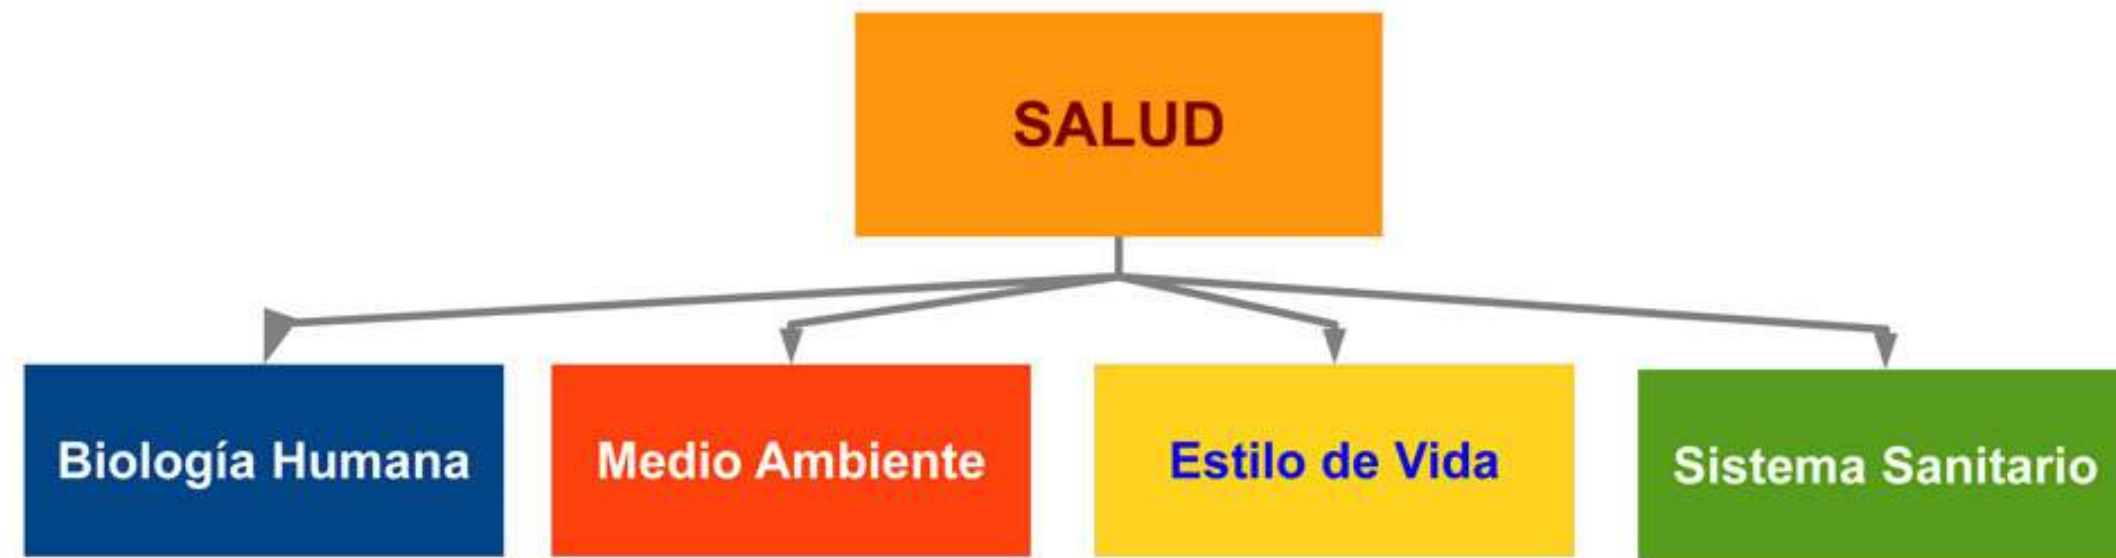 SALUD
Biología Humana
Medio Ambiente
Estilo de Vida
Sistema Sanitario